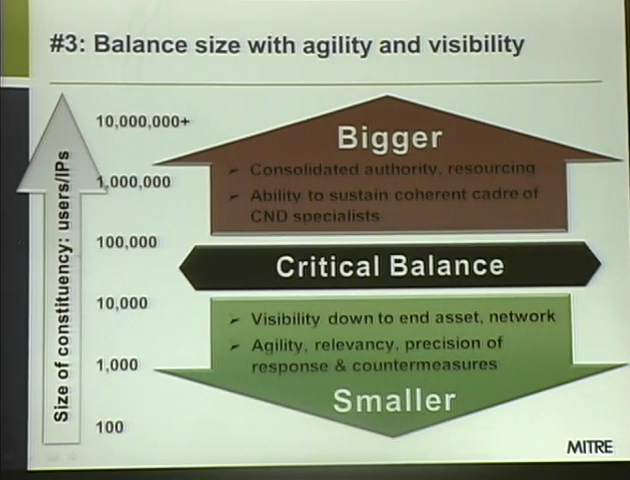 #3: Balance size with agility and visibility
Size of constituency: users/IPs
10,000,000+
1,000,000
100,000
10,000
1,000
100
Bigger
➢ Consolidated authority, resourcing
➢ Ability to sustain coherent cadre of
CND specialists
Critical Balance
➢ Visibility down to end asset, network
➢ Agility, relevancy, precision of
response & countermeasures
Smaller
MITRE